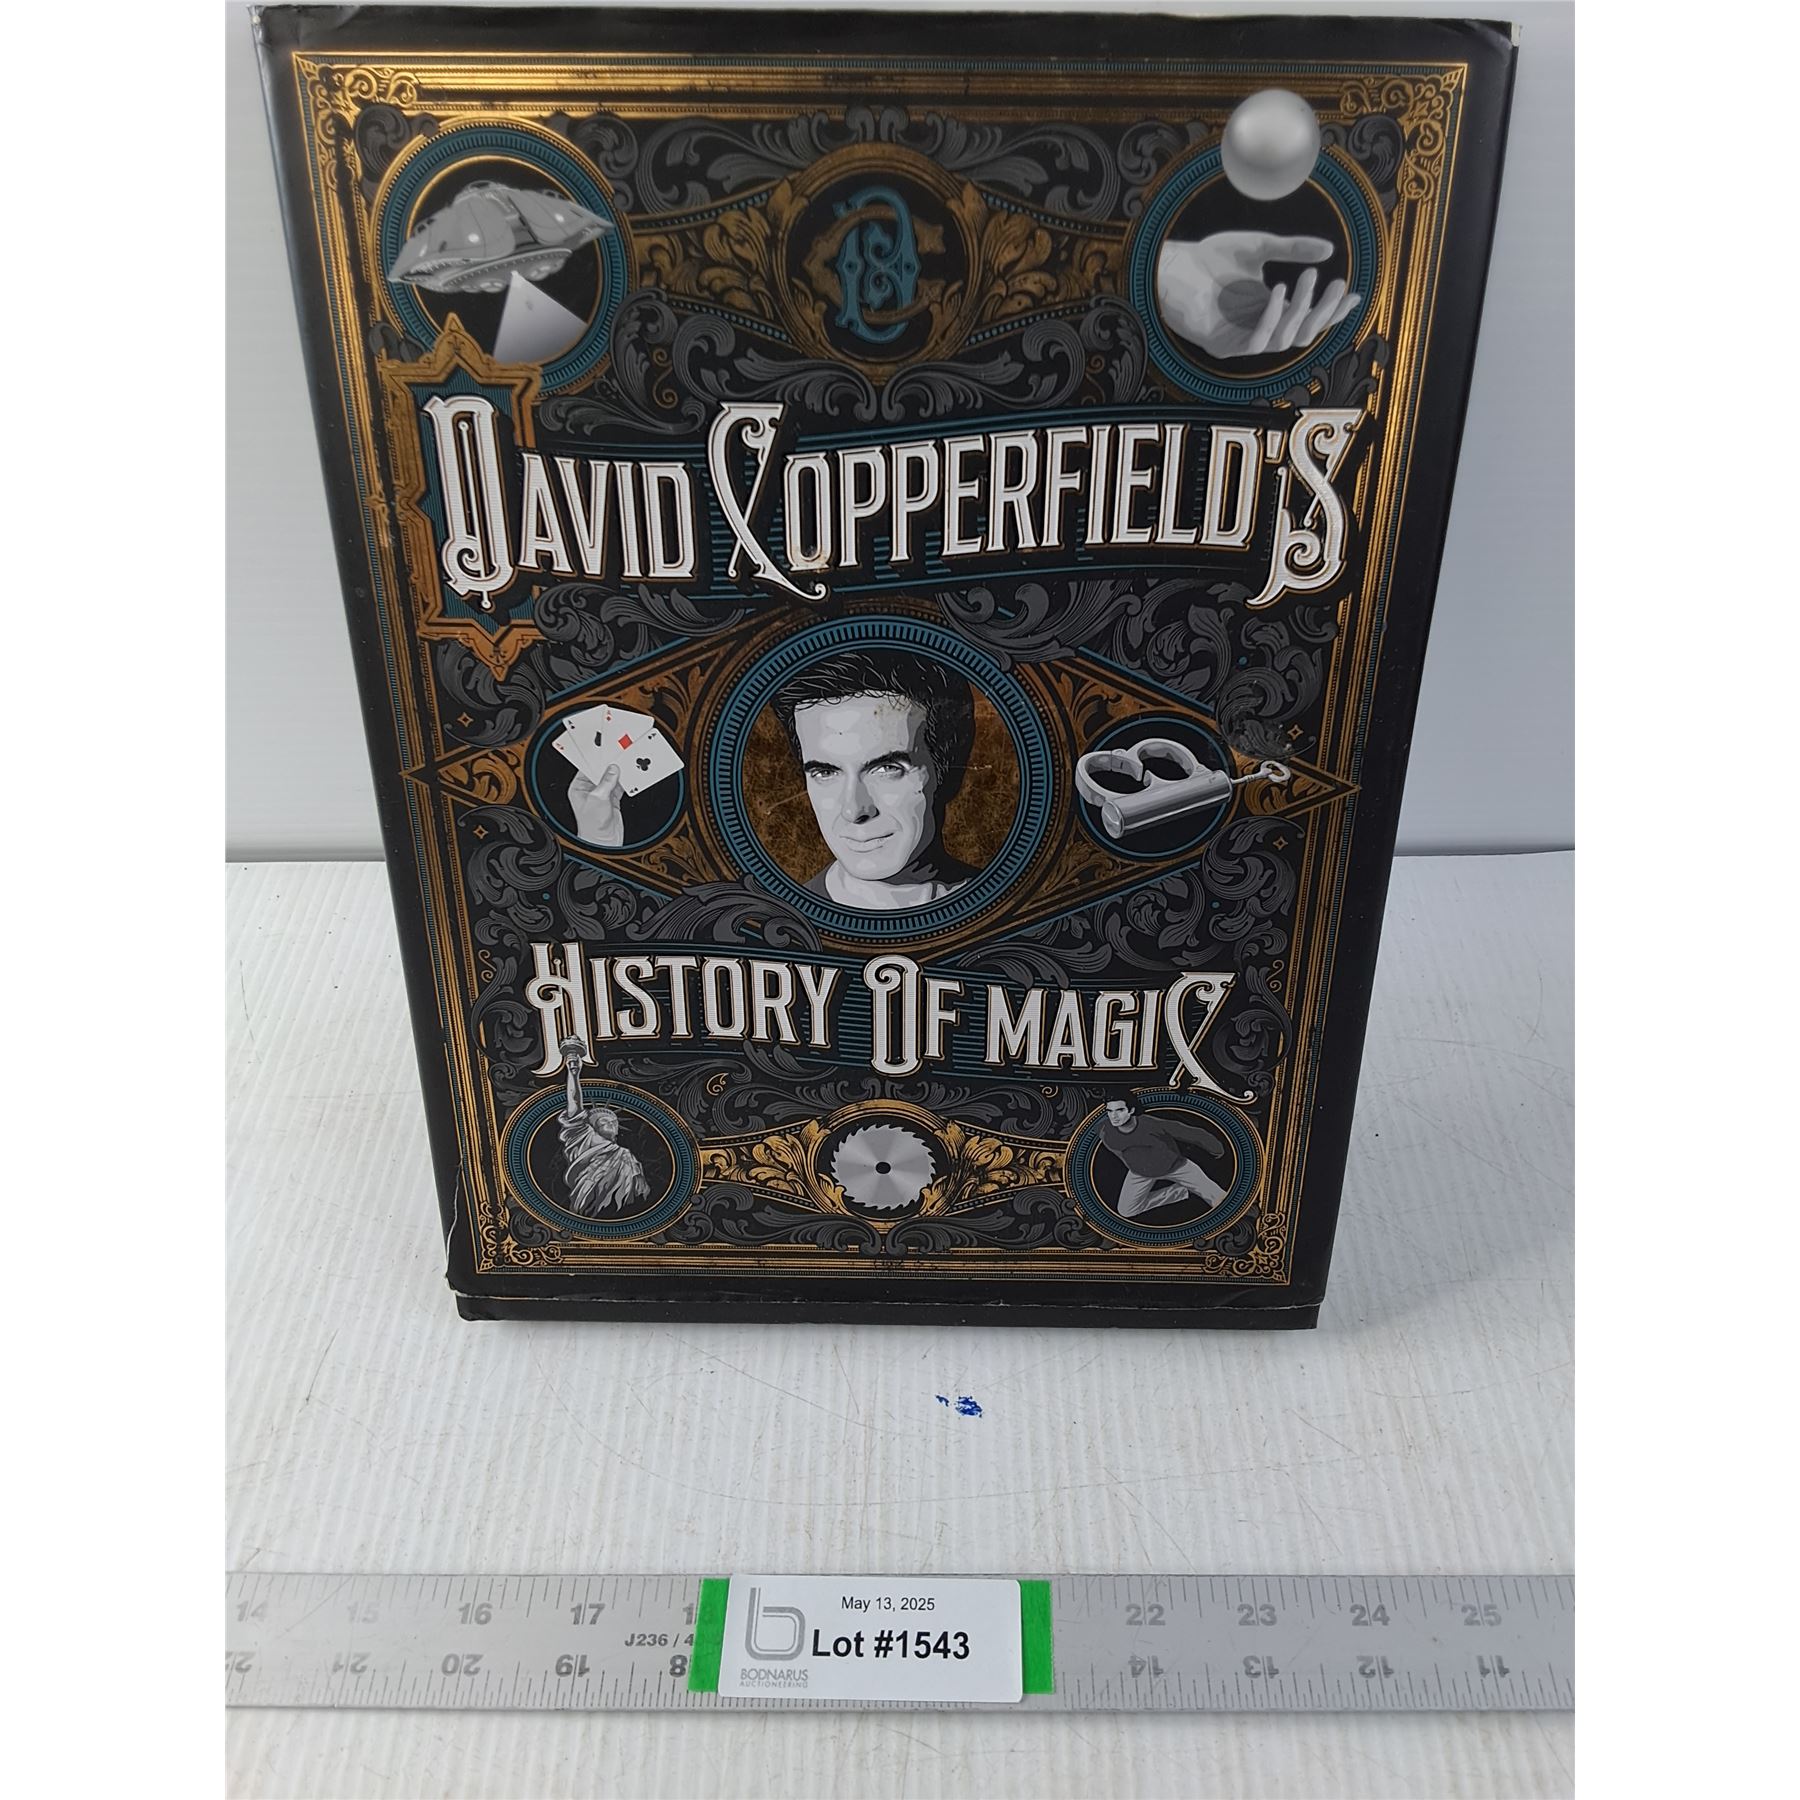 DC
DAVID COPPERFIELD'S
HISTORY OF MAGIC
14 15 16 17 18 22 23 24 25
J236 / 4
22 21 20 19 18 14 13 12 11
May 13, 2025
Lot #1543
b
BODNARUS
AUCTIONEERING